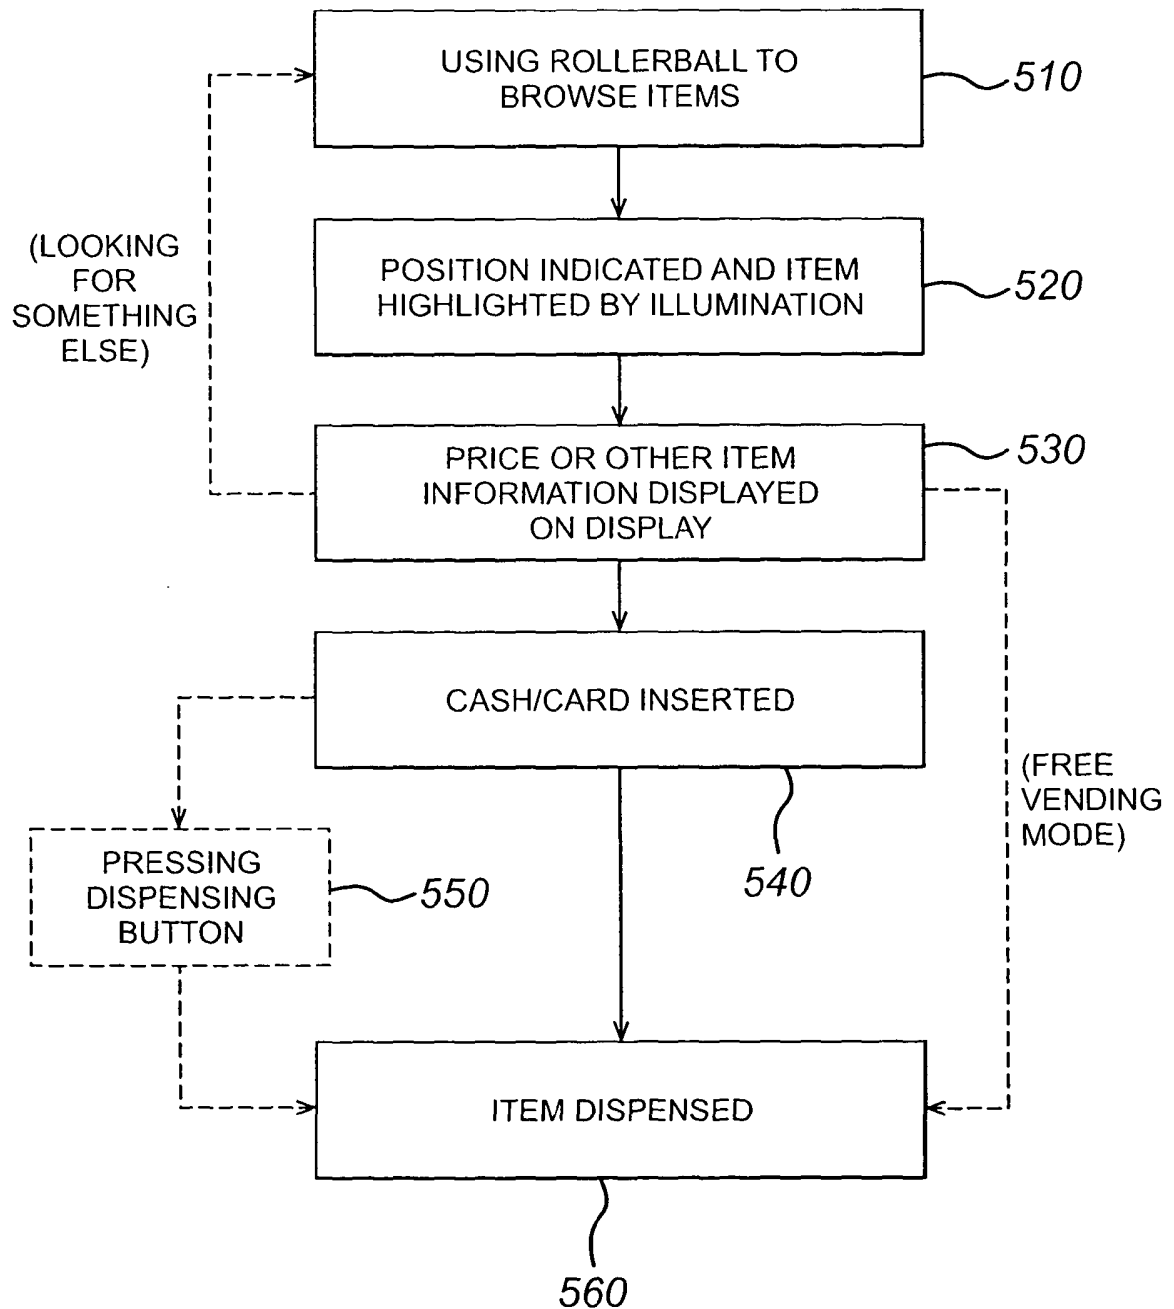 USING ROLLERBALL TO
BROWSE ITEMS
510
(LOOKING
FOR
SOMETHING
ELSE)
POSITION INDICATED AND ITEM
HIGHLIGHTED BY ILLUMINATION
520
PRICE OR OTHER ITEM
INFORMATION DISPLAYED
ON DISPLAY
530
CASH/CARD INSERTED
540
(FREE
VENDING
MODE)
PRESSING
DISPENSING
BUTTON
550
ITEM DISPENSED
560